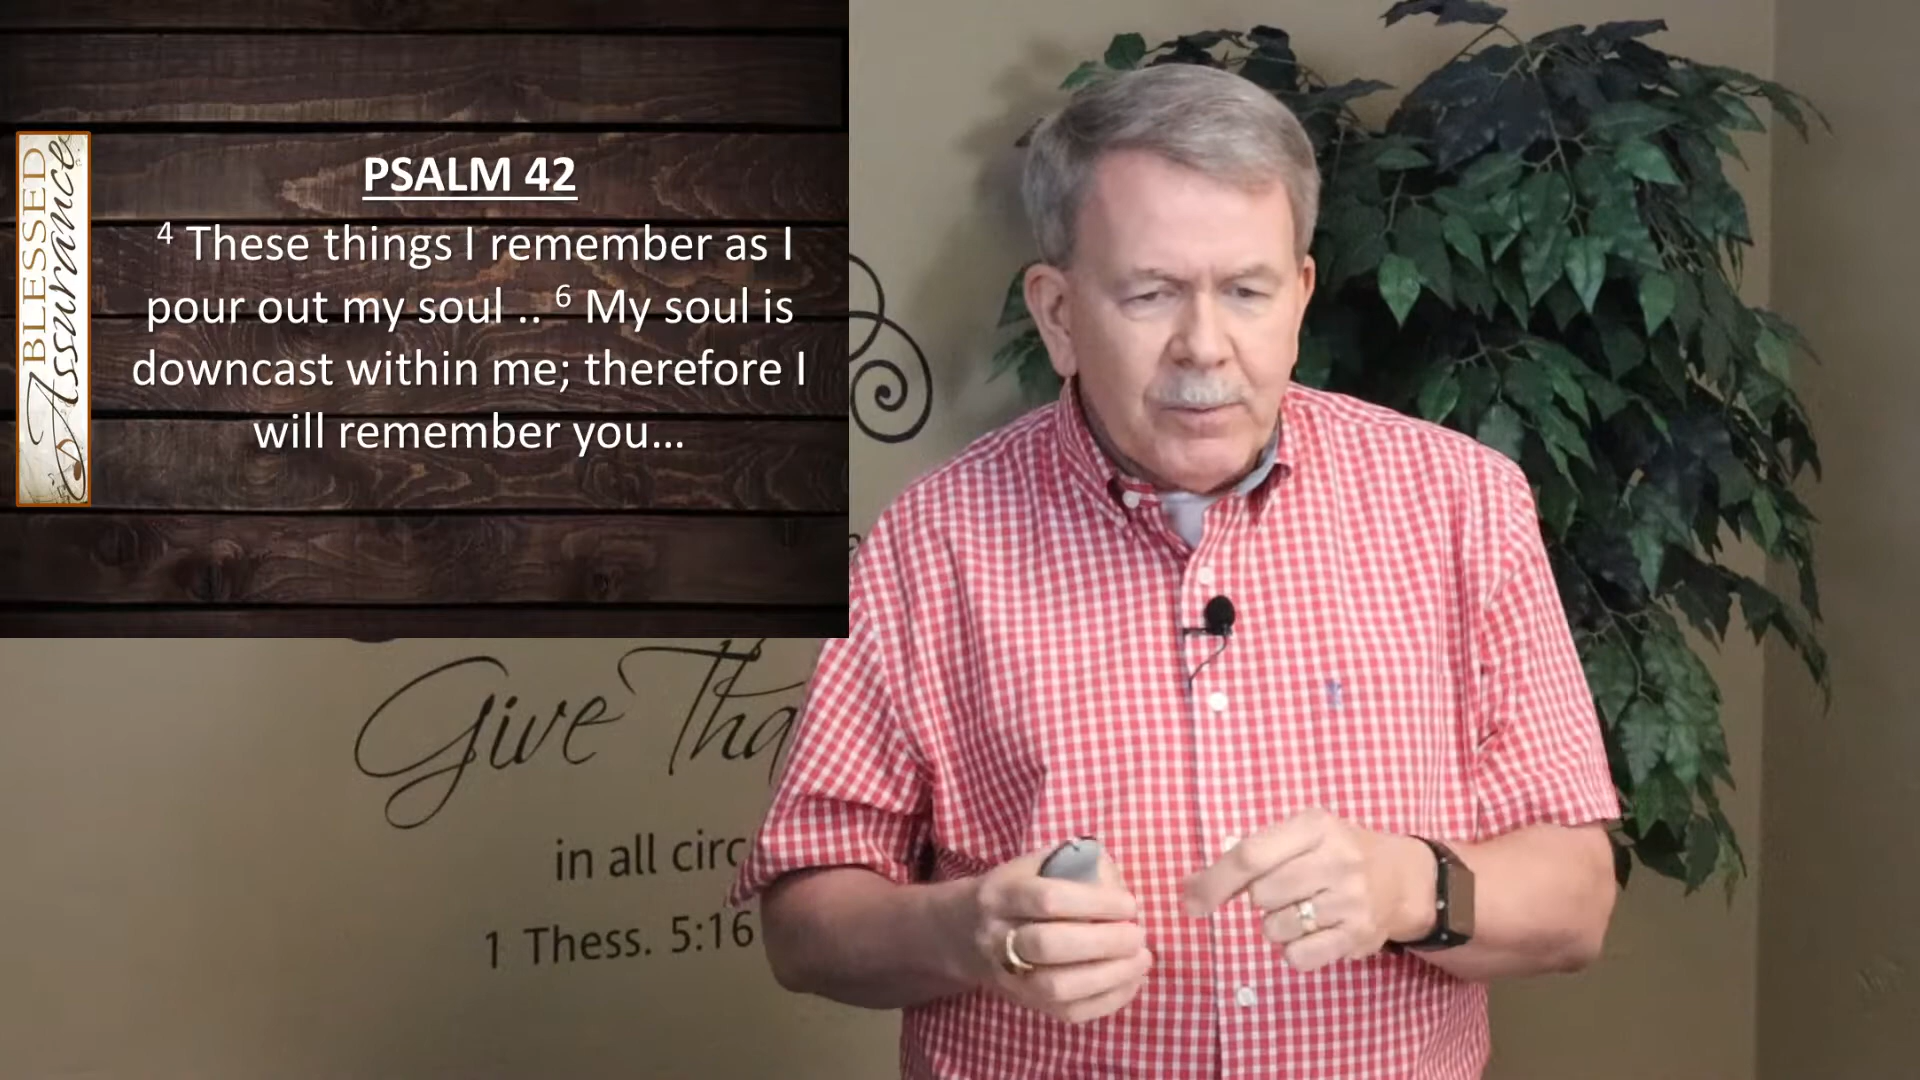 BLESSED
Assurance
PSALM 42
4 These things I remember as I
pour out my soul .. 6 My soul is
downcast within me; therefore I
will remember you...
Give Tha
in all circ
1 Thess. 5:16